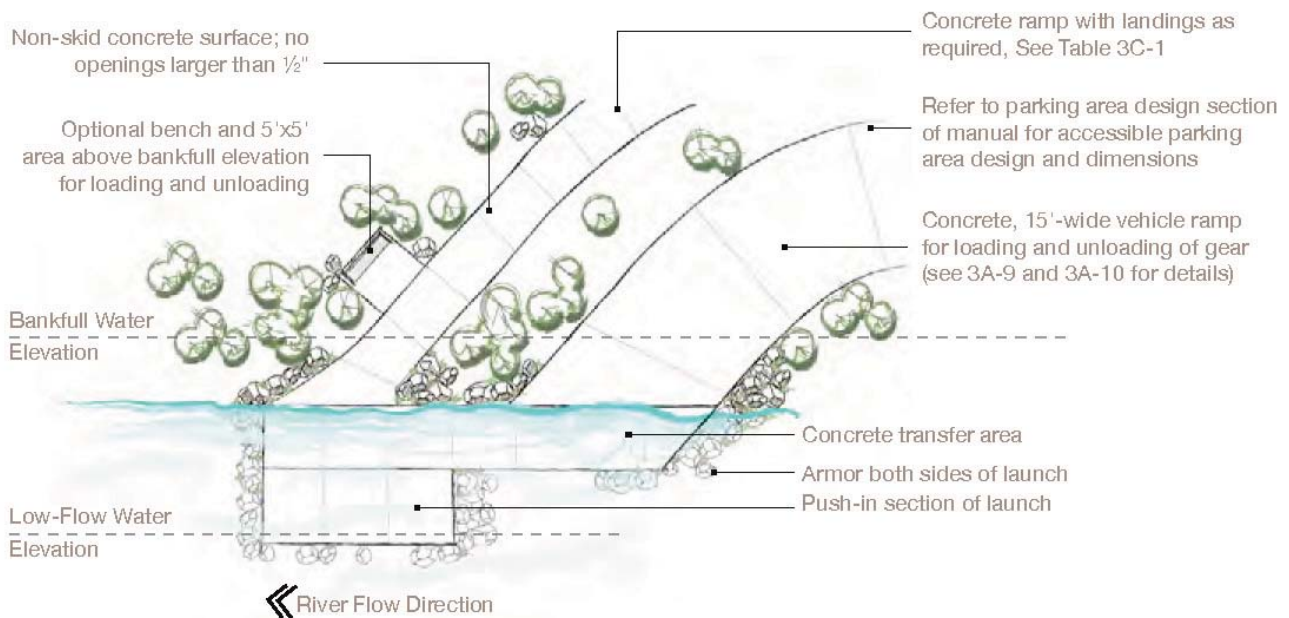 Non-skid concrete surface; no
openings larger than ½"
Optional bench and 5'x5'
area above bankfull elevation
for loading and unloading
Bankfull Water
Elevation
Low-Flow Water
Elevation
River Flow Direction
Concrete ramp with landings as
required, See Table 3C-1
Refer to parking area design section
of manual for accessible parking
area design and dimensions
Concrete, 15'-wide vehicle ramp
for loading and unloading of gear
(see 3A-9 and 3A-10 for details)
Concrete transfer area
Armor both sides of launch
Push-in section of launch